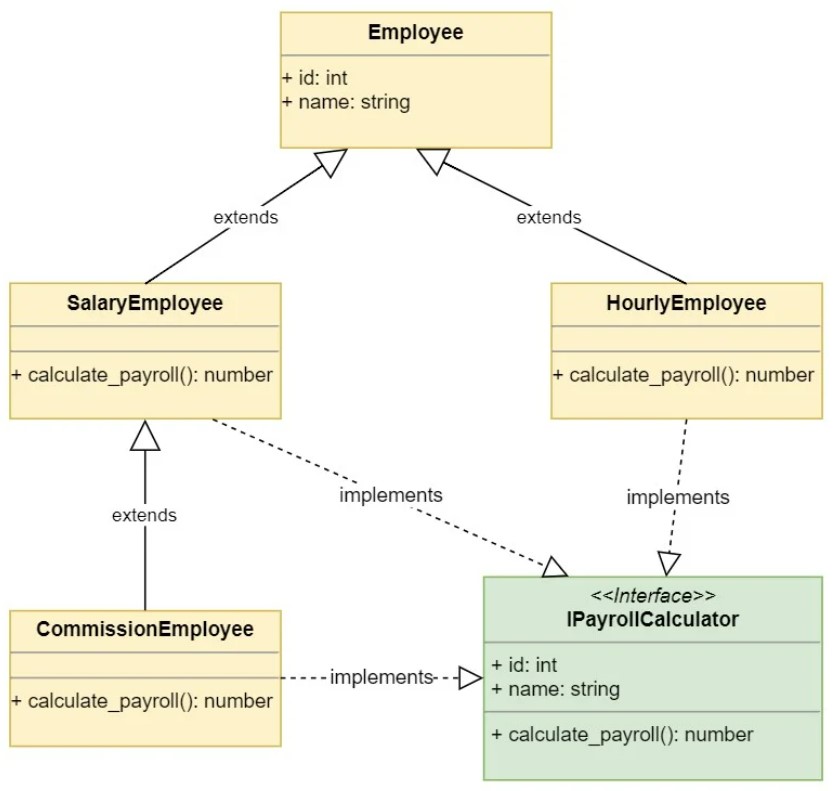 Employee
+ id: int
+ name: string
extends
extends
SalaryEmployee
+ calculate_payroll(): number
HourlyEmployee
+ calculate_payroll(): number
implements
implements
extends
CommissionEmployee
+ calculate_payroll(): number
implements
<<Interface>>
IPayrollCalculator
+ id: int
+ name: string
+ calculate_payroll(): number